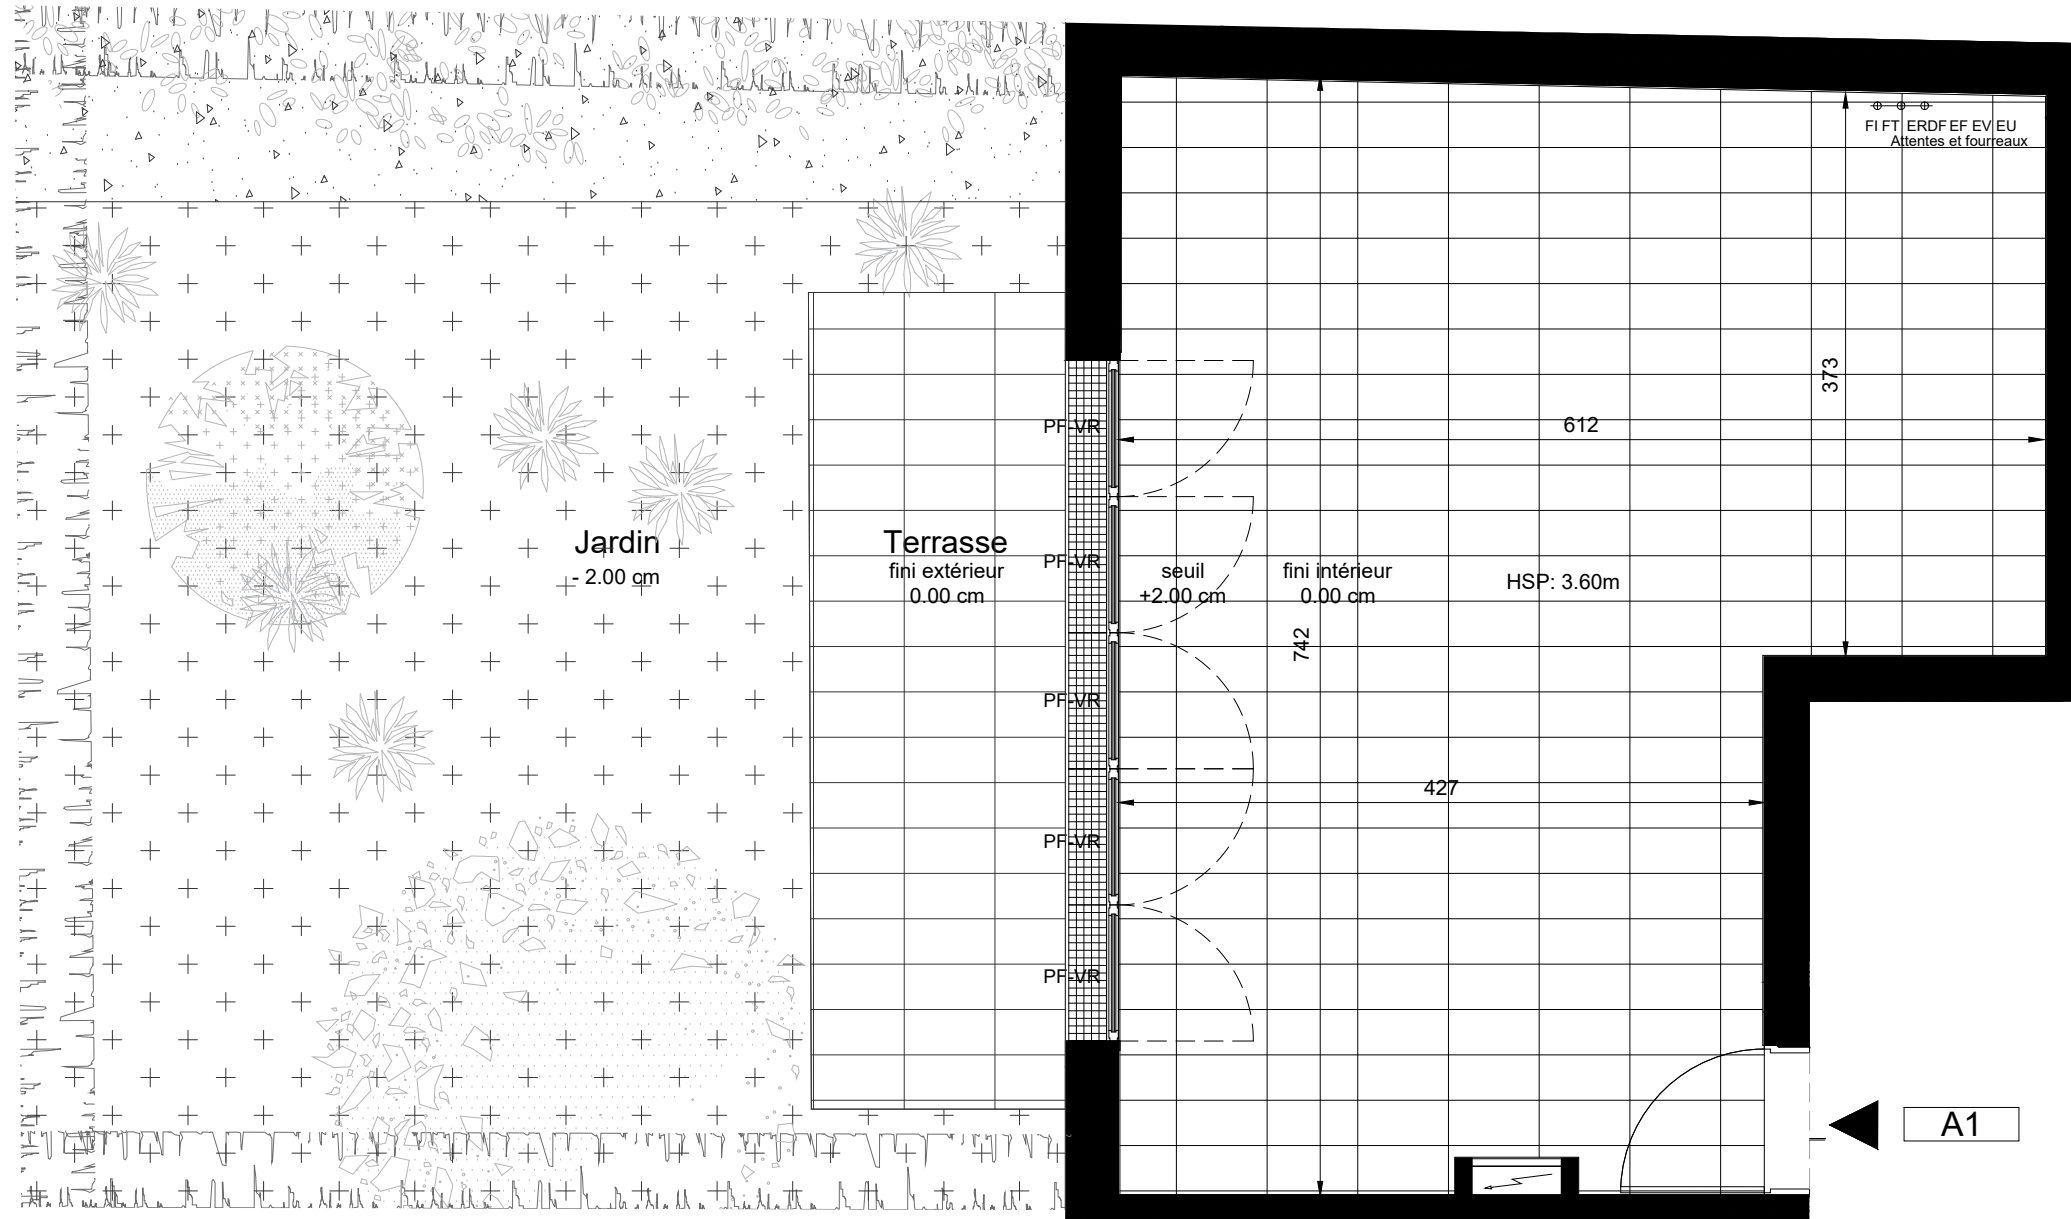 FI FT ERDF EF EV EU
Attentes et fourreaux
373
612
PF-VR
Jardin
- 2.00 cm
Terrasse
fini extérieur
0.00 cm
PF-VR
seuil
+2.00 cm
fini intérieur
0.00 cm
HSP: 3.60m
742
PF-VR
427
PF-VR
PF-VR
A1